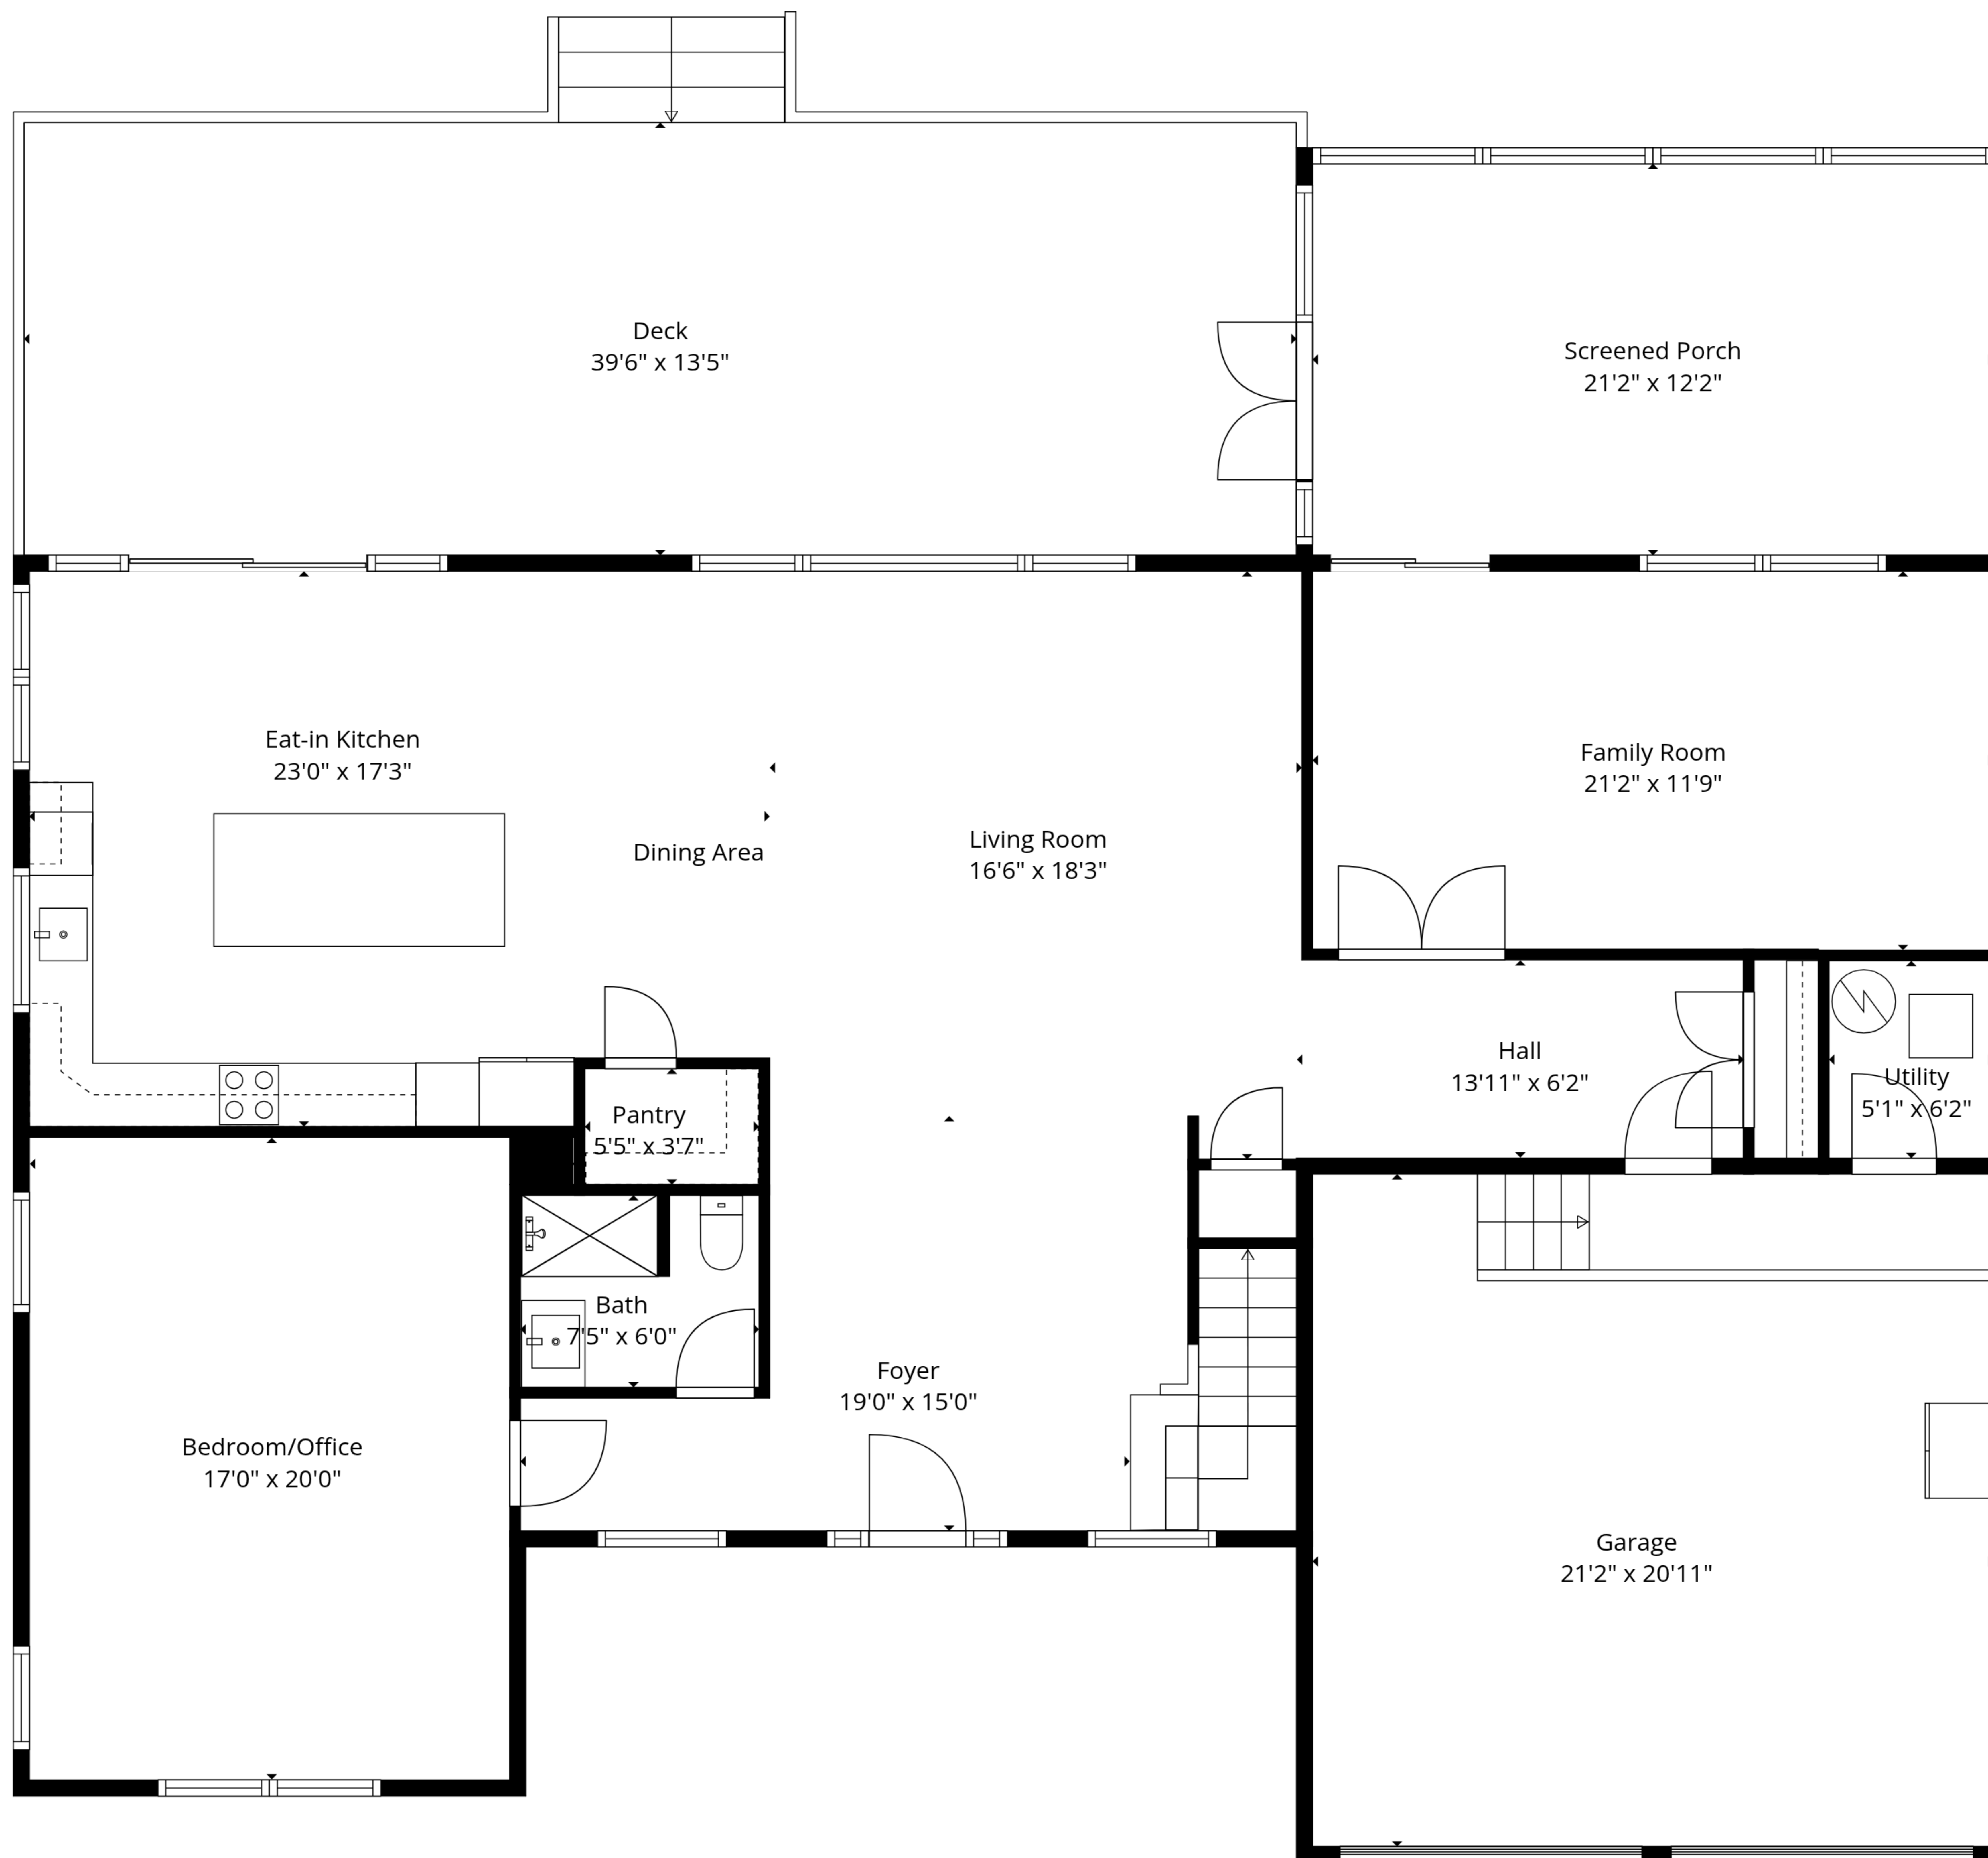 Deck
39'6" x 13'5"
Screened Porch
21'2" x 12'2"
Eat-in Kitchen
23'0" x 17'3"
Family Room
21'2" x 11'9"
Dining Area
Living Room
16'6" x 18'3"
Hall
13'11" x 6'2"
Utility
5'1" x 6'2"
Pantry
5'5" x 3'7"
Bath
7'5" x 6'0"
Foyer
19'0" x 15'0"
Bedroom/Office
17'0" x 20'0"
Garage
21'2" x 20'11"